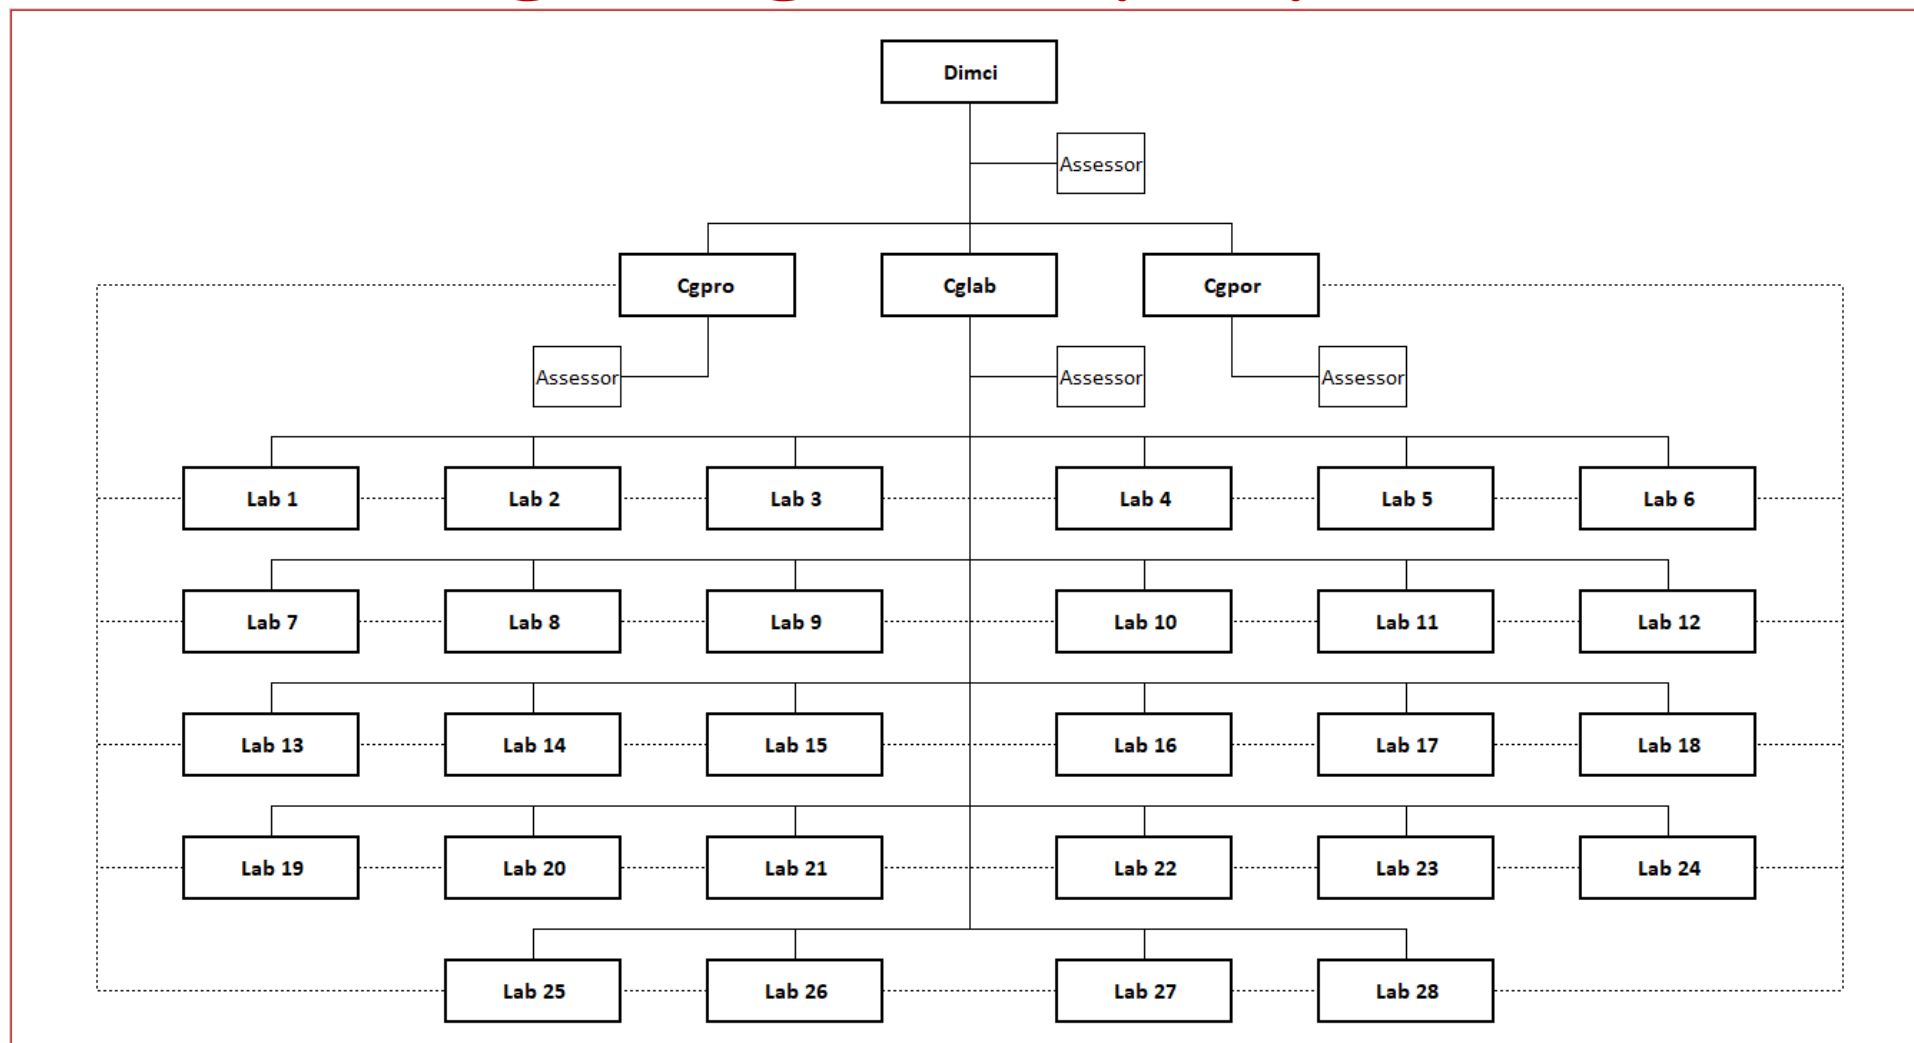 Dimci
Assessor
Cgpro Cglab Cgpor
Assessor Assessor Assessor
Lab 1 Lab 2 Lab 3 Lab 4 Lab 5 Lab 6
Lab 7 Lab 8 Lab 9 Lab 10 Lab 11 Lab 12
Lab 13 Lab 14 Lab 15 Lab 16 Lab 17 Lab 18
Lab 19 Lab 20 Lab 21 Lab 22 Lab 23 Lab 24
Lab 25 Lab 26 Lab 27 Lab 28